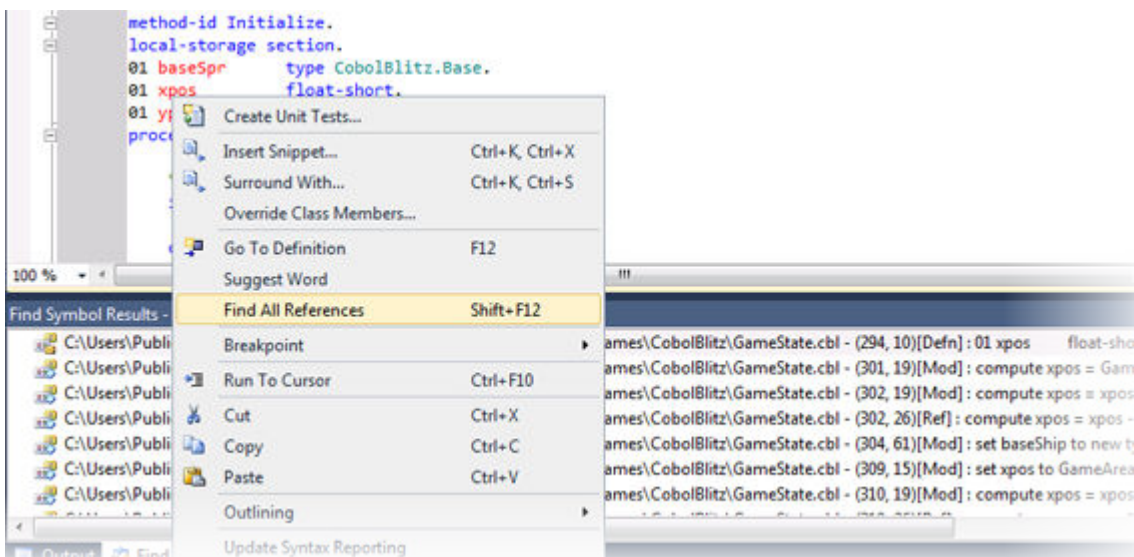 method-id Initialize.
local-storage section.
01 baseSpr type CobolBlitz.Base.
01 xpos float-short.
01
Create Unit Tests...
Insert Snippet... Ctrl+K, Ctrl+X
Surround With... Ctrl+K, Ctrl+S
Override Class Members...
Go To Definition F12
Suggest Word
Find All References Shift+F12
Breakpoint
Run To Cursor Ctrl+F10
Cut Ctrl+X
Copy Ctrl+C
Paste Ctrl+V
Outlining
Update Syntax Reporting
100 %
Find Symbol Results -
C:\Users\Publi ames\CobolBlitz\GameState.cbl - (294, 10)[Defn] : 01 xpos float-sho
C:\Users\Publi ames\CobolBlitz\GameState.cbl - (301, 19)[Mod] : compute xpos = Gam
C:\Users\Publi ames\CobolBlitz\GameState.cbl - (302, 19)[Mod] : compute xpos = xpos
C:\Users\Publi ames\CobolBlitz\GameState.cbl - (302, 26)[Ref] : compute xpos = xpos -
C:\Users\Publi ames\CobolBlitz\GameState.cbl - (304, 61)[Mod] : set baseShip to new t
C:\Users\Publi ames\CobolBlitz\GameState.cbl - (309, 15)[Mod] : set xpos to GameArea
C:\Users\Publi ames\CobolBlitz\GameState.cbl - (310, 19)[Mod] : compute xpos = xpos
Output Find